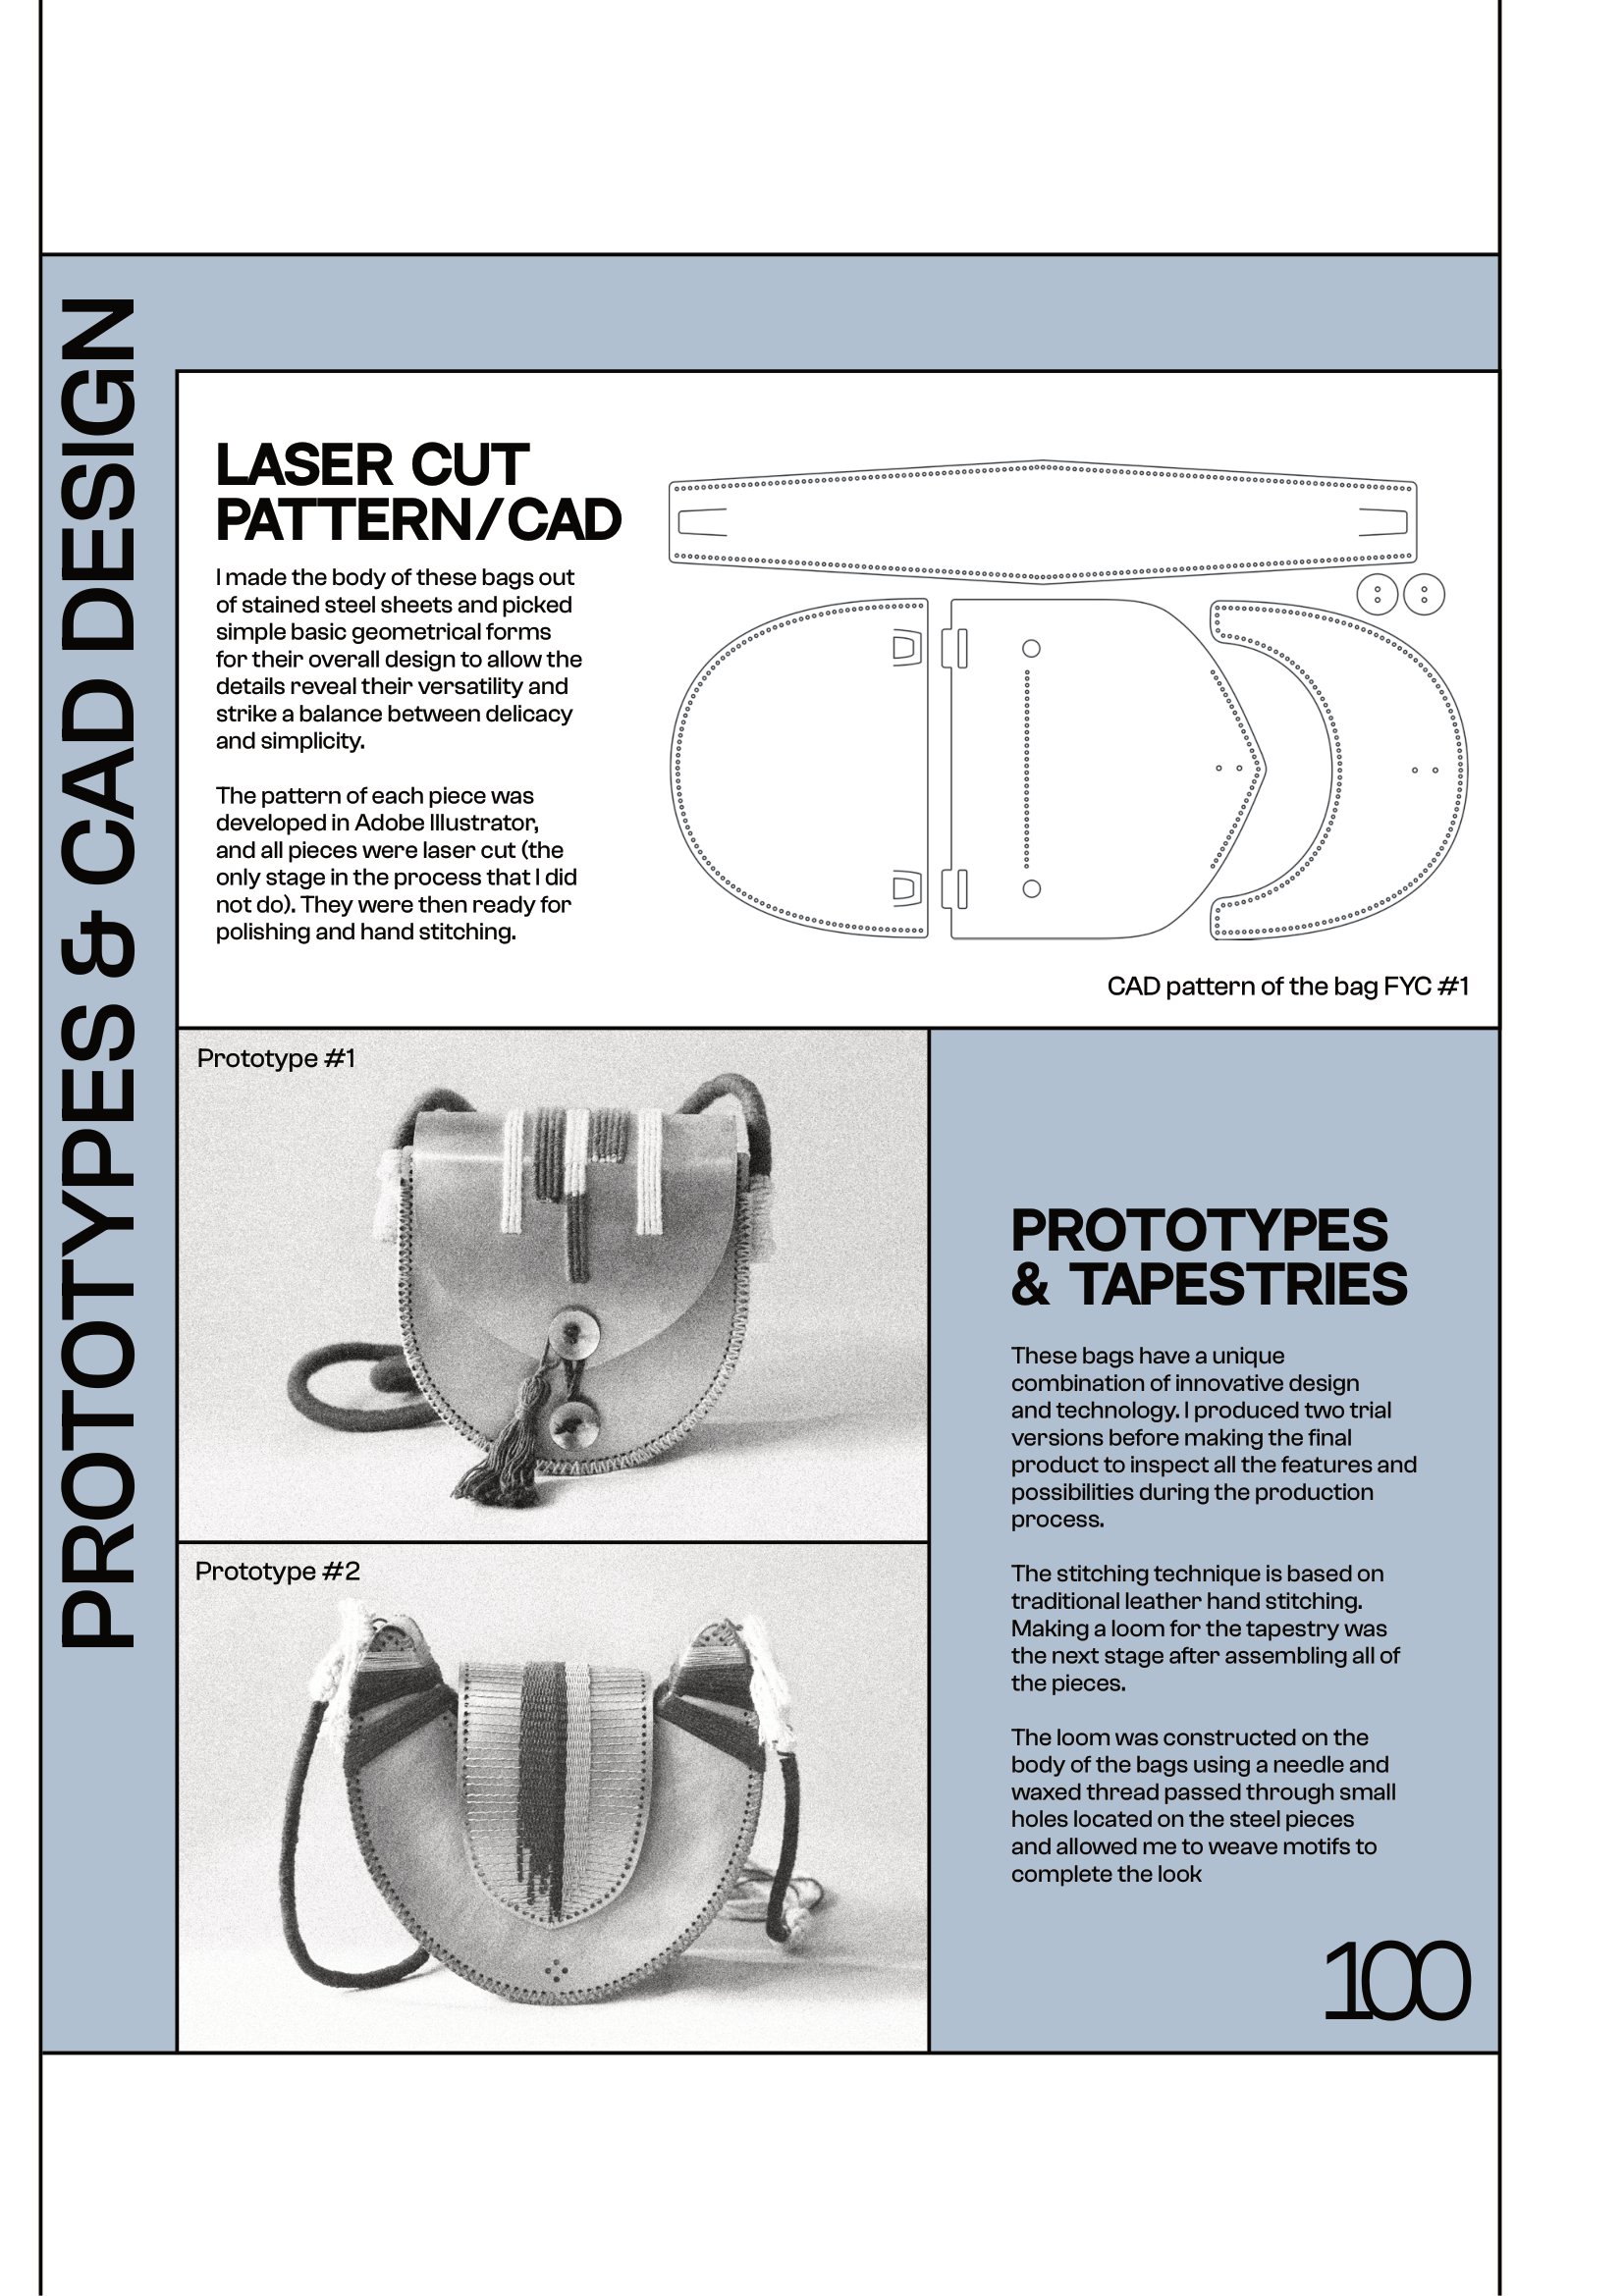 PROTOTYPES & CAD DESIGN
LASER CUT
PATTERN/CAD
I made the body of these bags out
of stained steel sheets and picked
simple basic geometrical forms
for their overall design to allow the
details reveal their versatility and
strike a balance between delicacy
and simplicity.
The pattern of each piece was
developed in Adobe Illustrator,
and all pieces were laser cut (the
only stage in the process that I did
not do). They were then ready for
polishing and hand stitching.
CAD pattern of the bag FYC #1
Prototype #1
Prototype #2
PROTOTYPES
& TAPESTRIES
These bags have a unique
combination of innovative design
and technology. I produced two trial
versions before making the final
product to inspect all the features and
possibilities during the production
process.
The stitching technique is based on
traditional leather hand stitching.
Making a loom for the tapestry was
the next stage after assembling all of
the pieces.
The loom was constructed on the
body of the bags using a needle and
waxed thread passed through small
holes located on the steel pieces
and allowed me to weave motifs to
complete the look
100